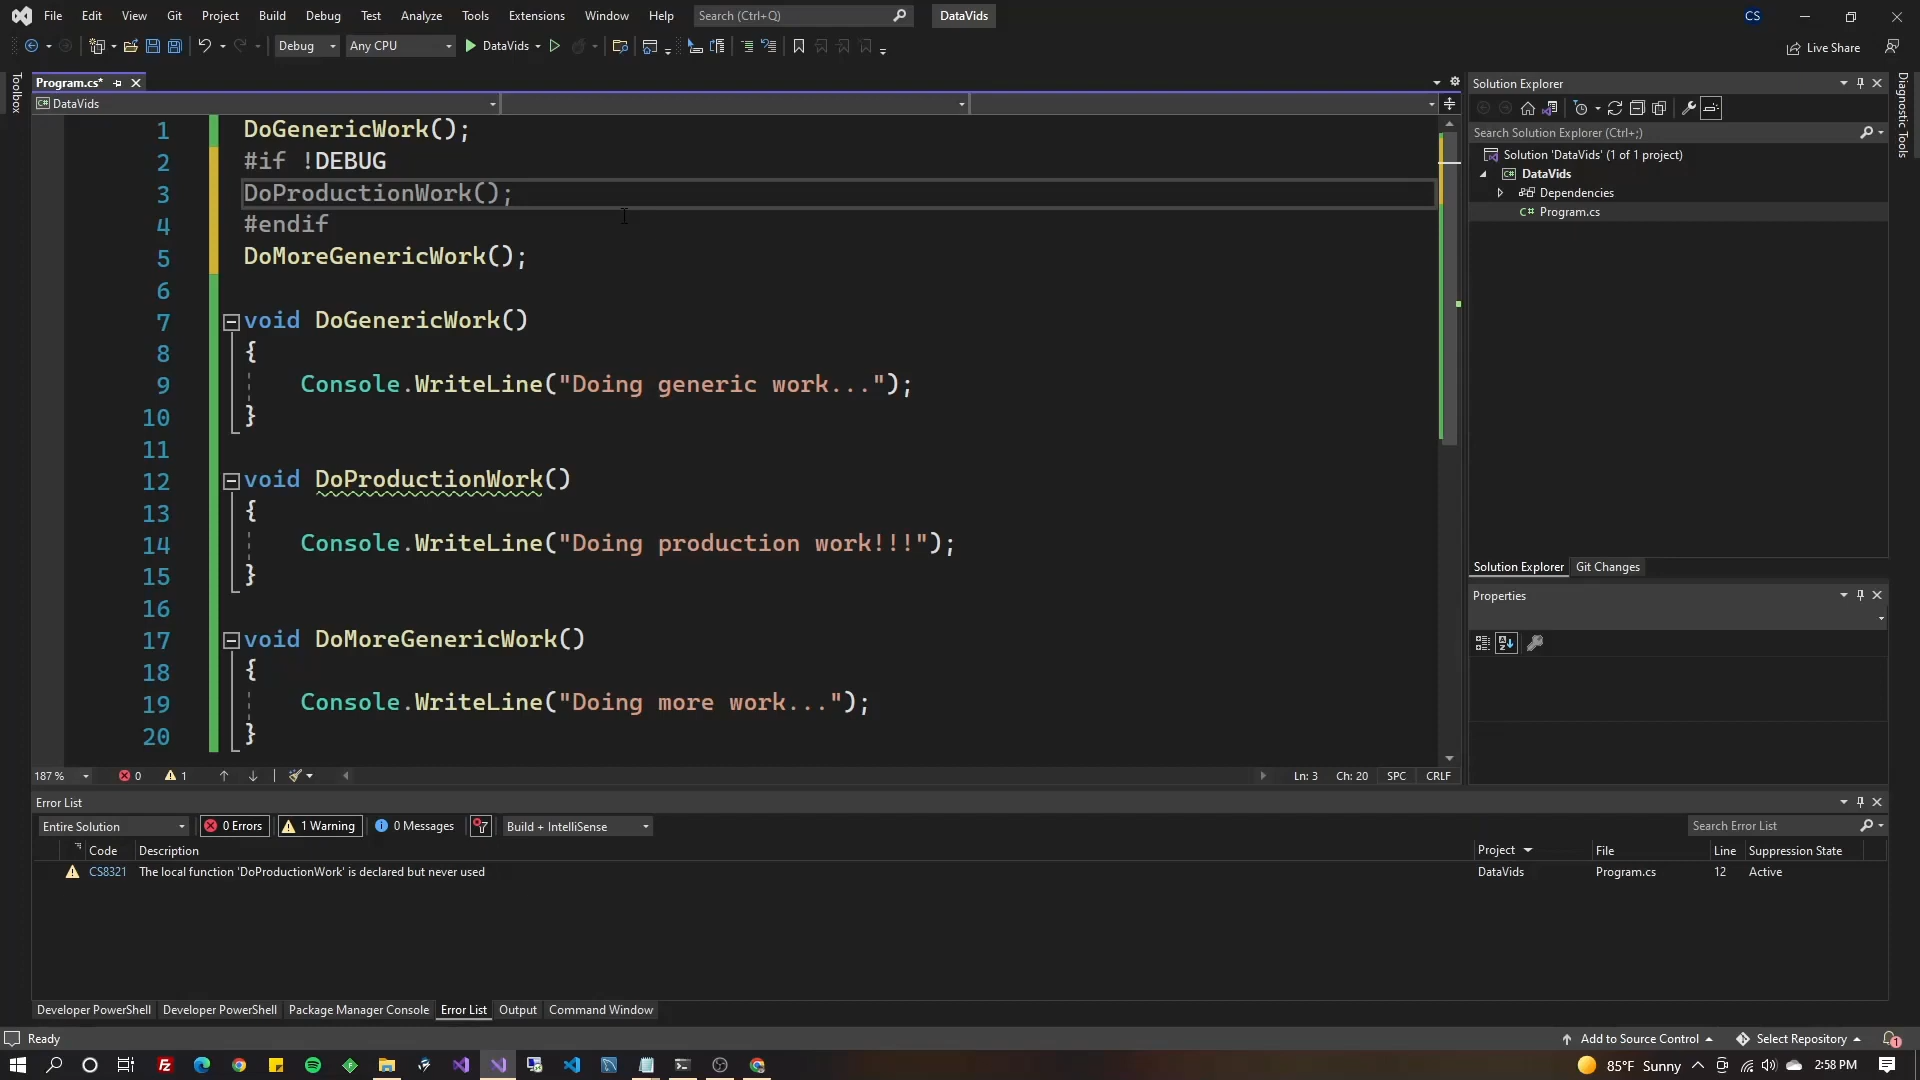 File Edit View Git Project Build Debug Test Analyze Tools Extensions Window Help Search (Ctrl+Q) DataVids CS
Debug Any CPU DataVids Live Share
Toolbox
Program.cs*
DataVids
1 DoGenericWork();
2 #if !DEBUG
3 DoProductionWork();
4 #endif
5 DoMoreGenericWork();
6
7 void DoGenericWork()
8 {
9 Console.WriteLine("Doing generic work...");
10 }
11
12 void DoProductionWork()
13 {
14 Console.WriteLine("Doing production work!!!");
15 }
16
17 void DoMoreGenericWork()
18 {
19 Console.WriteLine("Doing more work...");
20 }
187 % 0 1 Ln: 3 Ch: 20 SPC CRLF
Solution Explorer
Search Solution Explorer (Ctrl+;)
Solution 'DataVids' (1 of 1 project)
C# DataVids
Dependencies
C# Program.cs
Solution Explorer Git Changes
Properties
Diagnostic Tools
Error List
Entire Solution 0 Errors 1 Warning 0 Messages Build + IntelliSense Search Error List
Code Description Project File Line Suppression State
CS8321 The local function 'DoProductionWork' is declared but never used DataVids Program.cs 12 Active
Developer PowerShell Developer PowerShell Package Manager Console Error List Output Command Window
Ready Add to Source Control Select Repository 1
85°F Sunny 2:58 PM